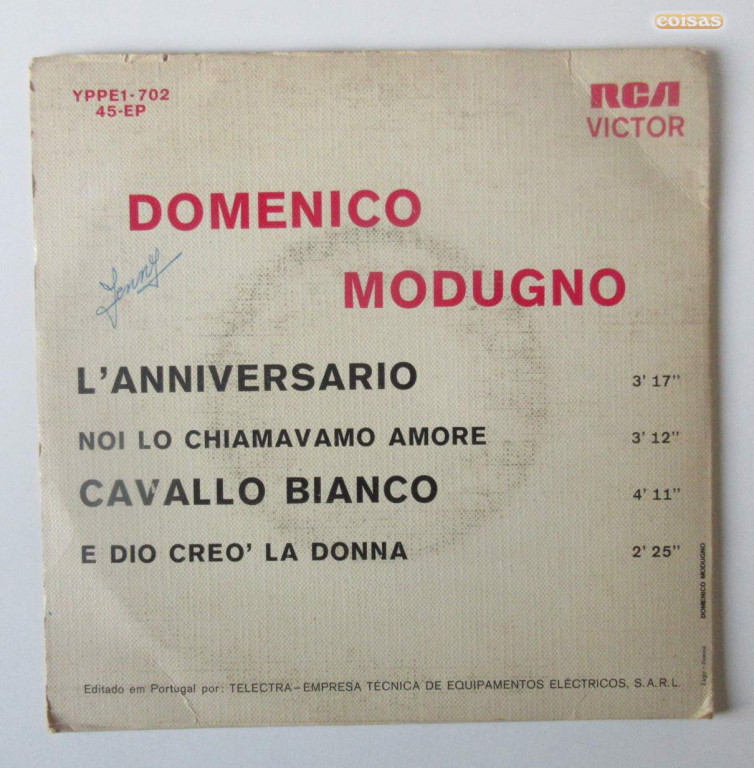 coisas
YPPE1-702
45-EP
RCA
VICTOR
DOMENICO
Jenny
MODUGNO
L'ANNIVERSARIO 3' 17"
NOI LO CHIAMAVAMO AMORE 3' 12"
CAVALLO BIANCO 4' 11"
E DIO CREO' LA DONNA 2' 25"
DOMENICO MODUGNO
Editado em Portugal por: TELECTRA—EMPRESA TÉCNICA DE EQUIPAMENTOS ELÉCTRICOS, S.A.R.L.